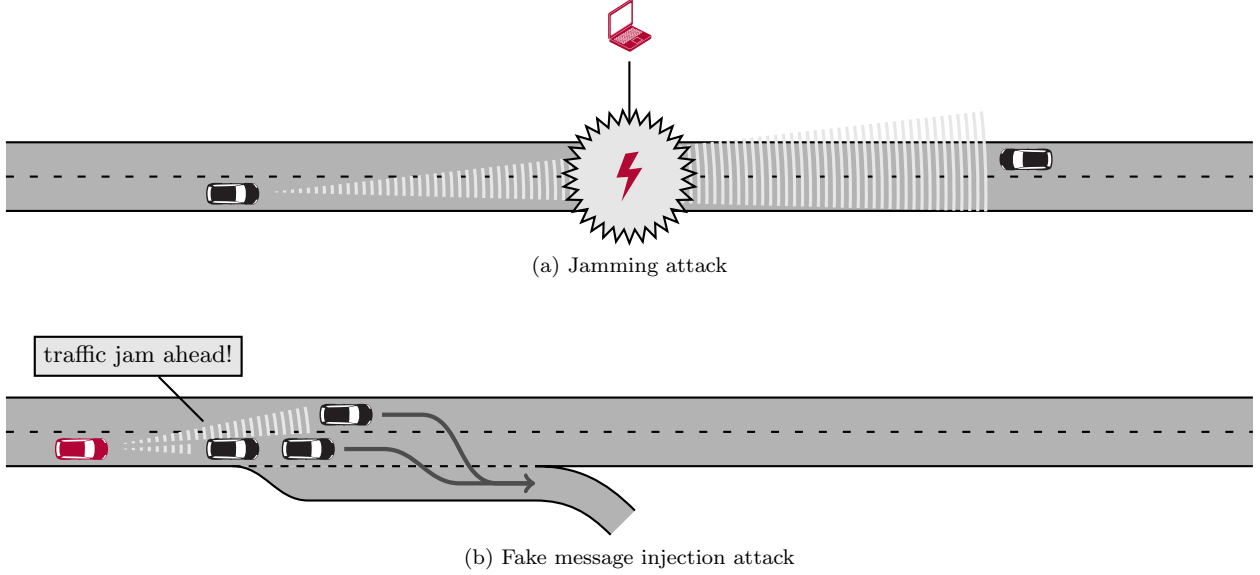 (a) Jamming attack
traffic jam ahead!
(b) Fake message injection attack